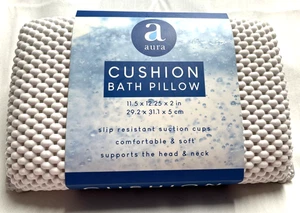 a
aura
CUSHION
BATH PILLOW
11.5 x 12.25 x 2 in
29.2 x 31.1 x 5 cm
slip resistant suction cups
comfortable & soft
supports the head & neck
CUSHION